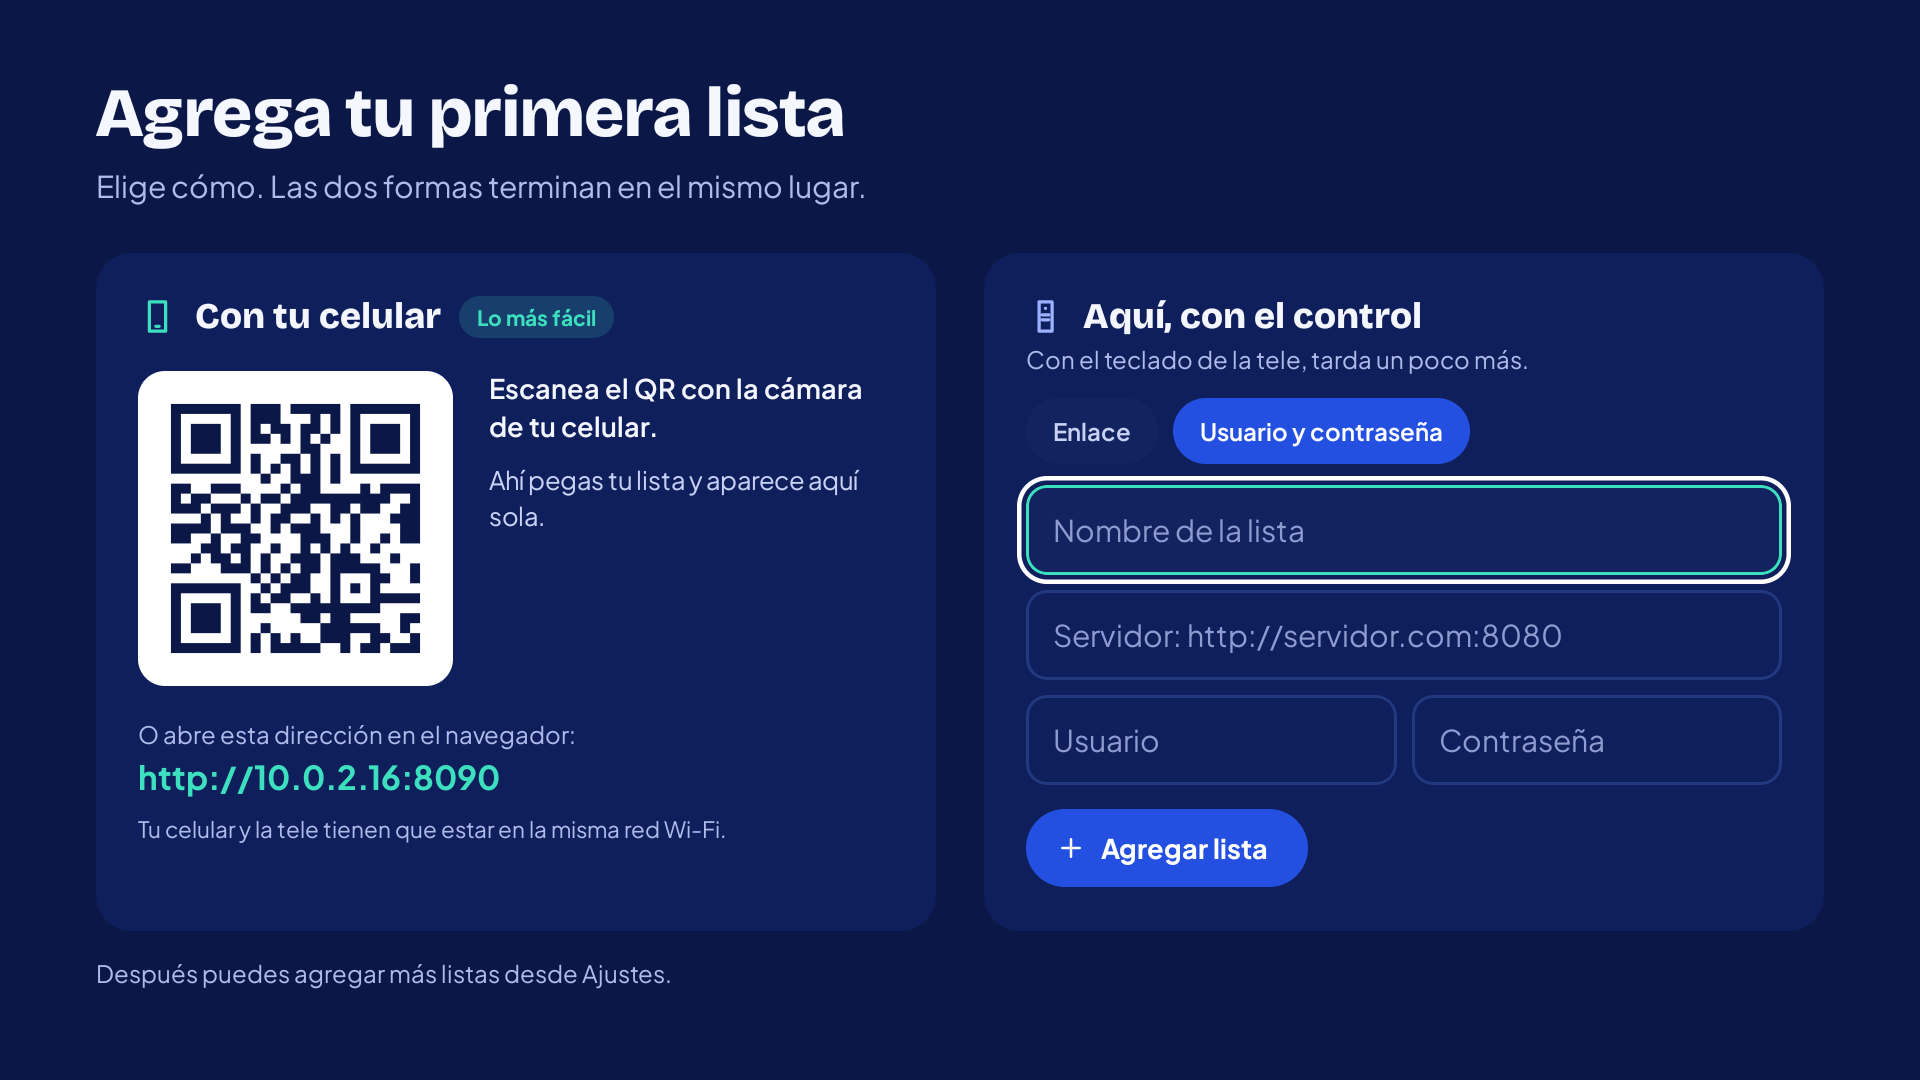 Agrega tu primera lista
Elige cómo. Las dos formas terminan en el mismo lugar.
Con tu celular
Lo más fácil
Escanea el QR con la cámara
de tu celular.
Ahí pegas tu lista y aparece aquí
sola.
O abre esta dirección en el navegador:
http://10.0.2.16:8090
Tu celular y la tele tienen que estar en la misma red Wi-Fi.
Aquí, con el control
Con el teclado de la tele, tarda un poco más.
Enlace
Usuario y contraseña
Nombre de la lista
Servidor: http://servidor.com:8080
Usuario
Contraseña
+ Agregar lista
Después puedes agregar más listas desde Ajustes.